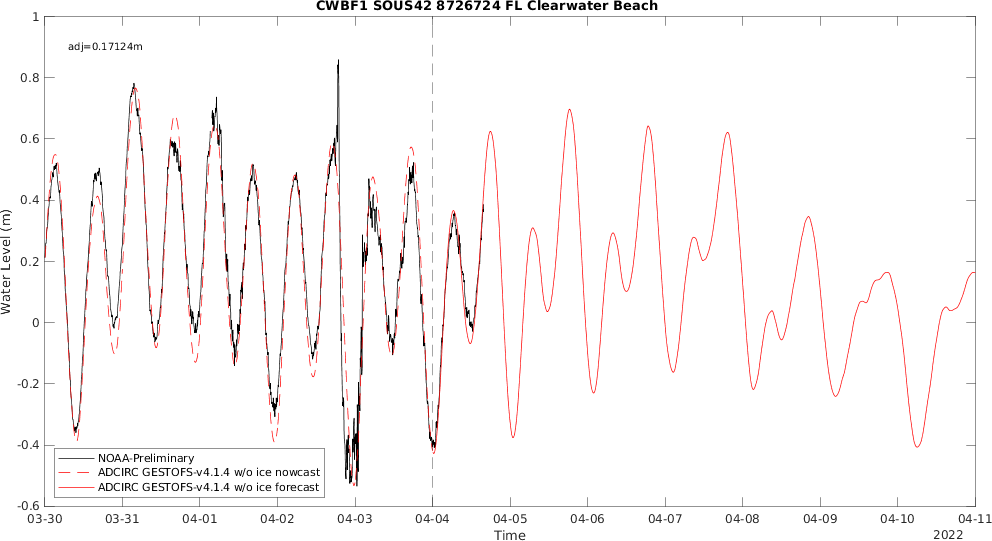 CWBF1 SOUS42 8726724 FL Clearwater Beach
adj=0.17124m
Water Level (m)
1
0.8
0.6
0.4
0.2
0
-0.2
-0.4
-0.6
NOAA-Preliminary
ADCIRC GESTOFS-v4.1.4 w/o ice nowcast
ADCIRC GESTOFS-v4.1.4 w/o ice forecast
03-30 03-31 04-01 04-02 04-03 04-04 04-05 04-06 04-07 04-08 04-09 04-10 04-11
Time
2022